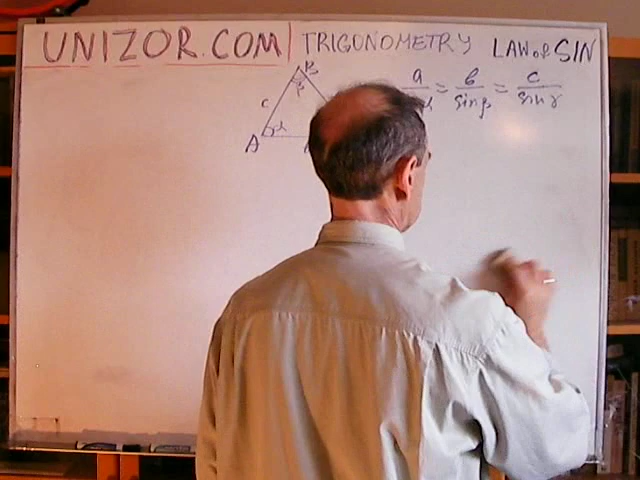 UNIZOR.COM TRIGONOMETRY LAW of SIN
B
β
c
A α
a = b = c
sinβ sinγ